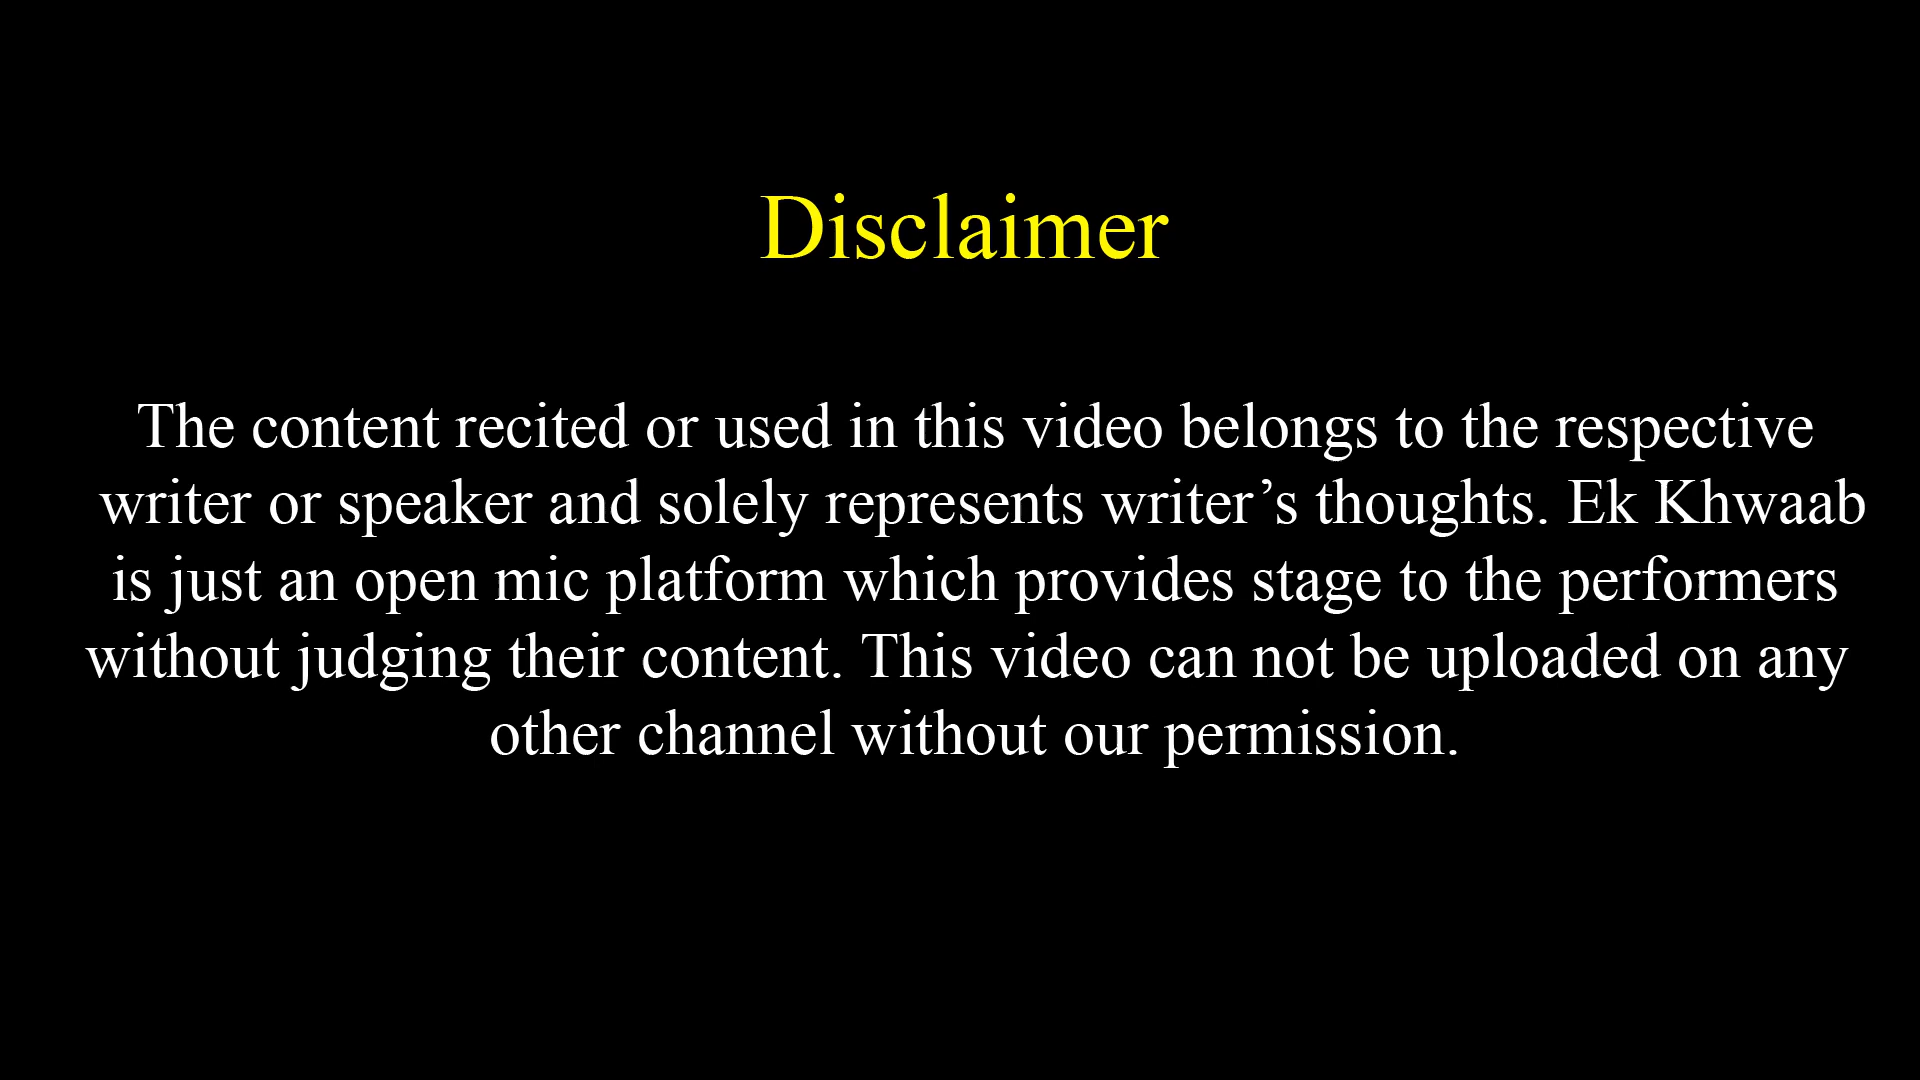 Disclaimer
The content recited or used in this video belongs to the respective
writer or speaker and solely represents writer’s thoughts. Ek Khwaab
is just an open mic platform which provides stage to the performers
without judging their content. This video can not be uploaded on any
other channel without our permission.